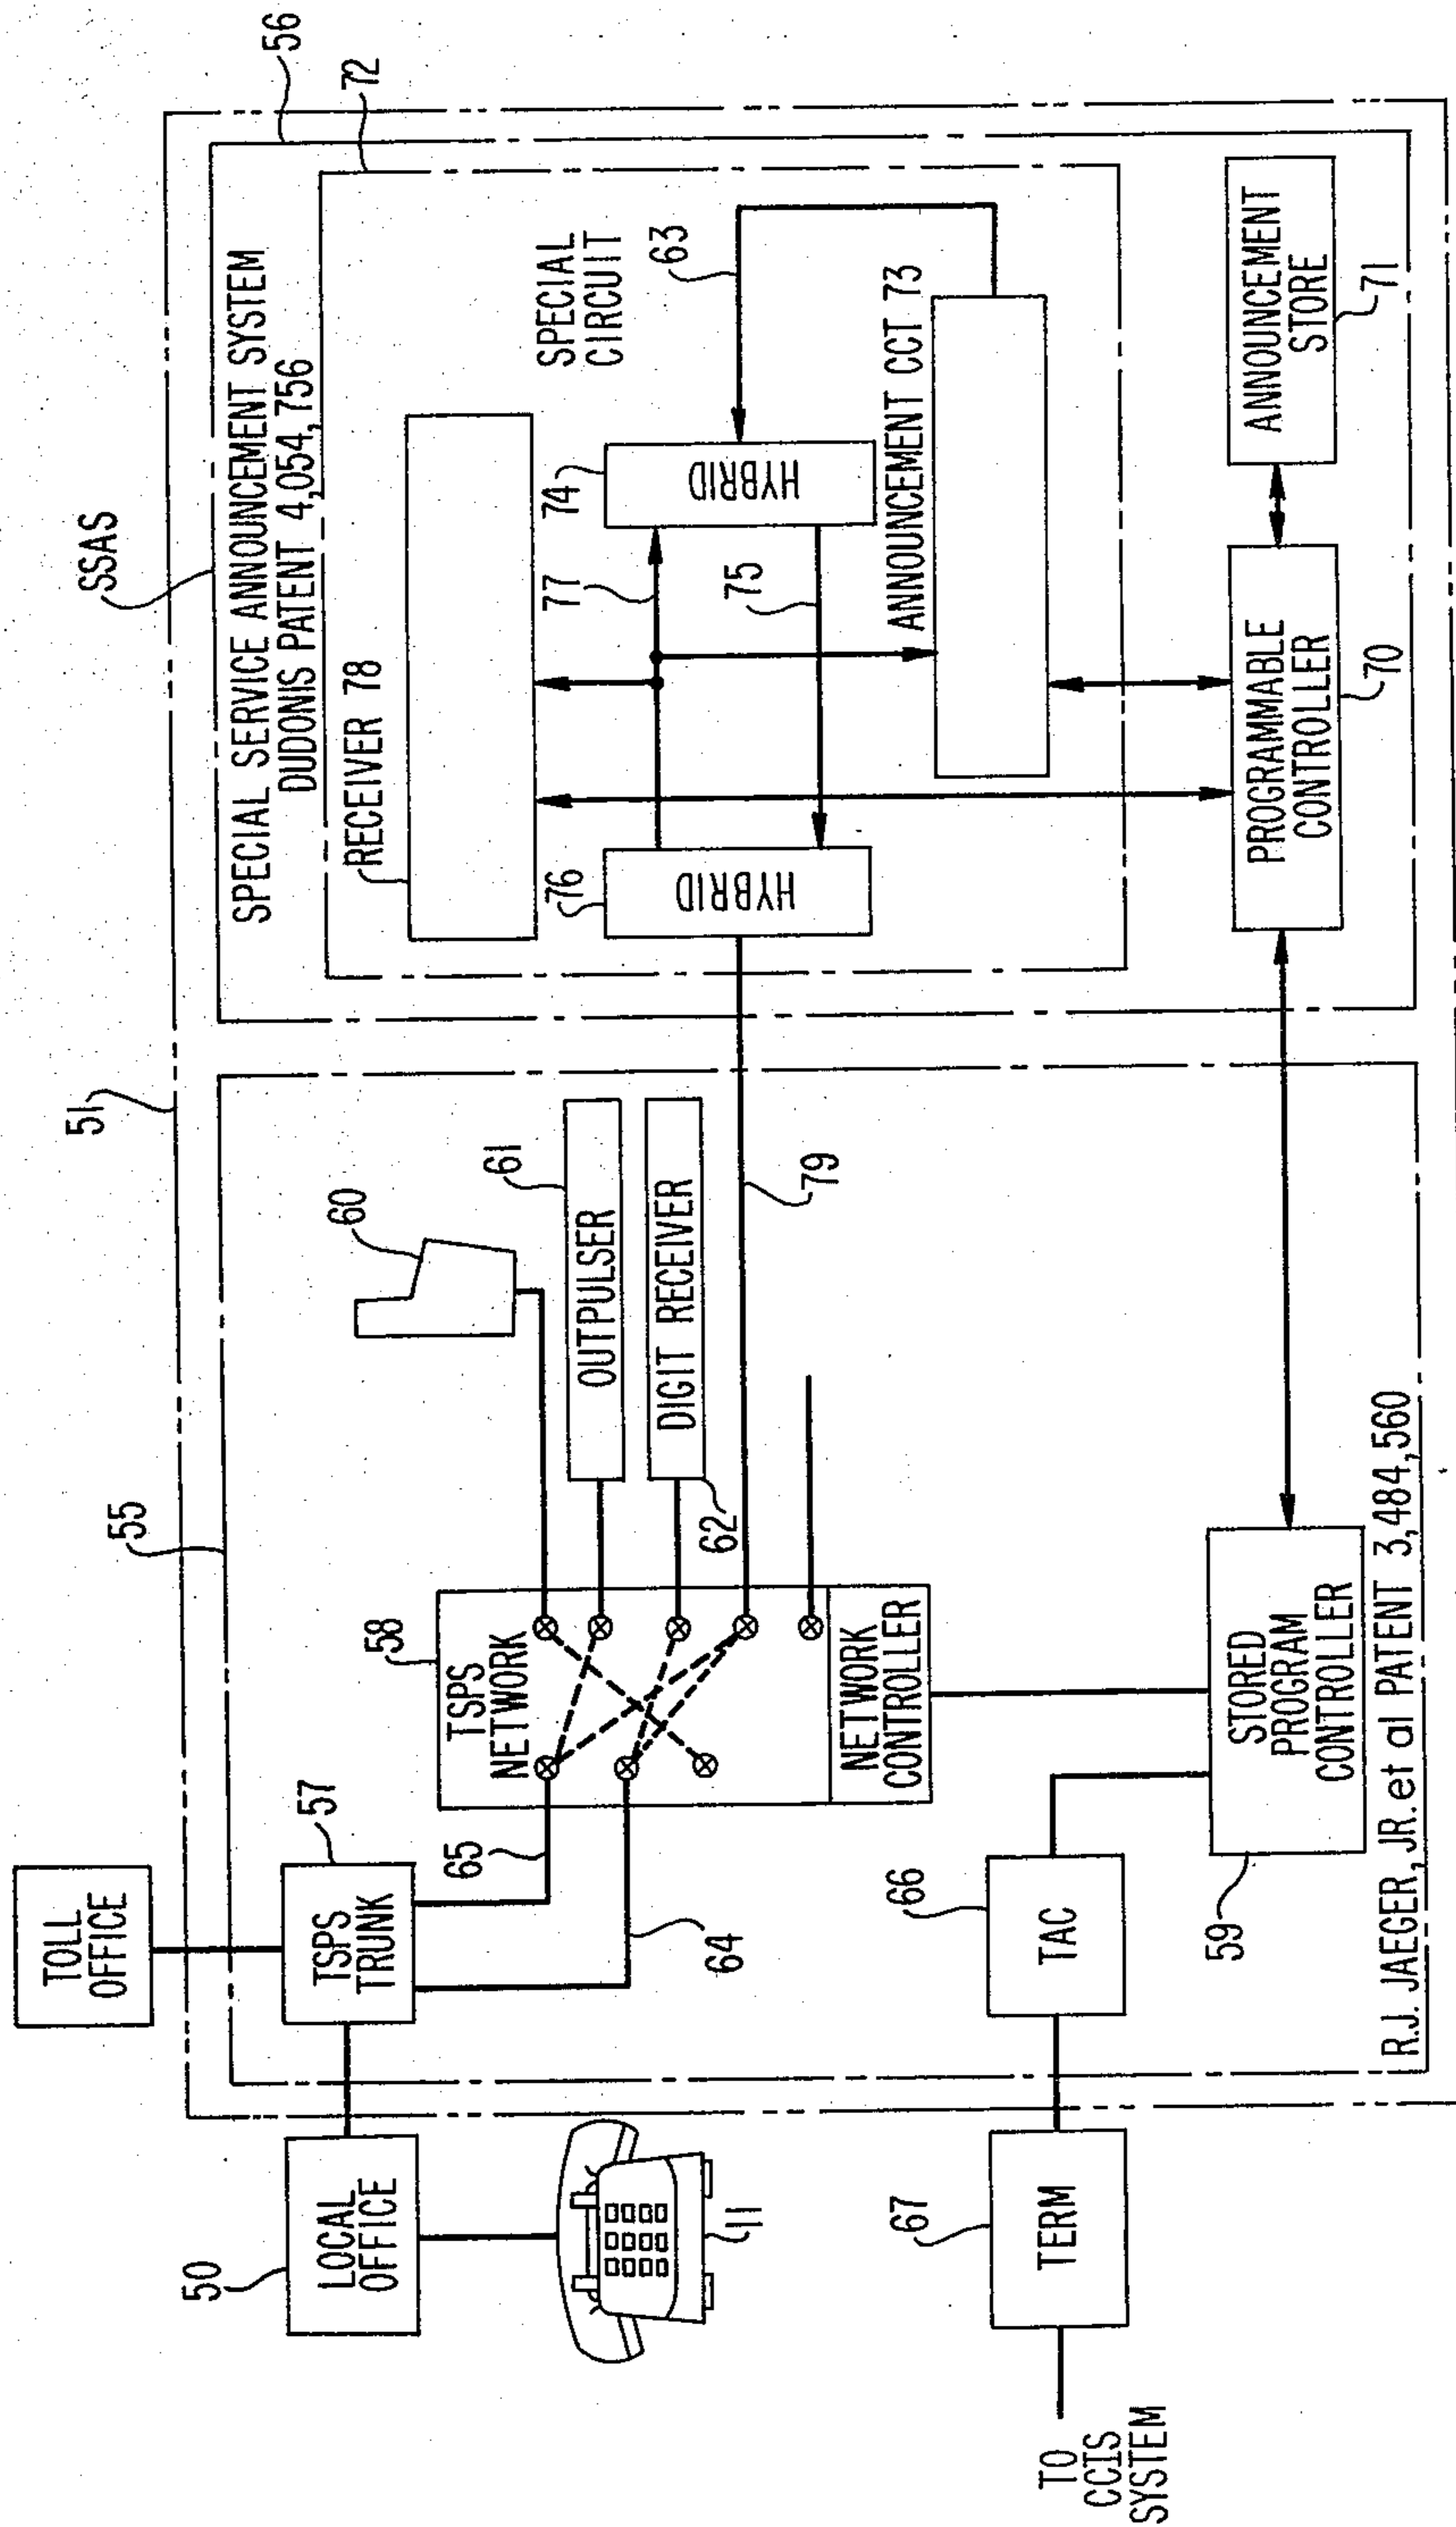 SSAS
51
56
SPECIAL SERVICE ANNOUNCEMENT SYSTEM
DUDONIS PATENT 4,054,756
72
RECEIVER 78
SPECIAL
CIRCUIT
63
74
HYBRID
77
75
76
HYBRID
ANNOUNCEMENT CCT 73
ANNOUNCEMENT
STORE
71
PROGRAMMABLE
CONTROLLER
70
55
60
61
OUTPULSER
DIGIT RECEIVER
62
79
58
TSPS
NETWORK
NETWORK
CONTROLLER
TOLL
OFFICE
57
TSPS
TRUNK
65
64
50
LOCAL
OFFICE
11
66
TAC
67
TERM
TO
CCIS
SYSTEM
STORED
PROGRAM
CONTROLLER
59
R.J. JAEGER, JR. et al PATENT 3,484,560